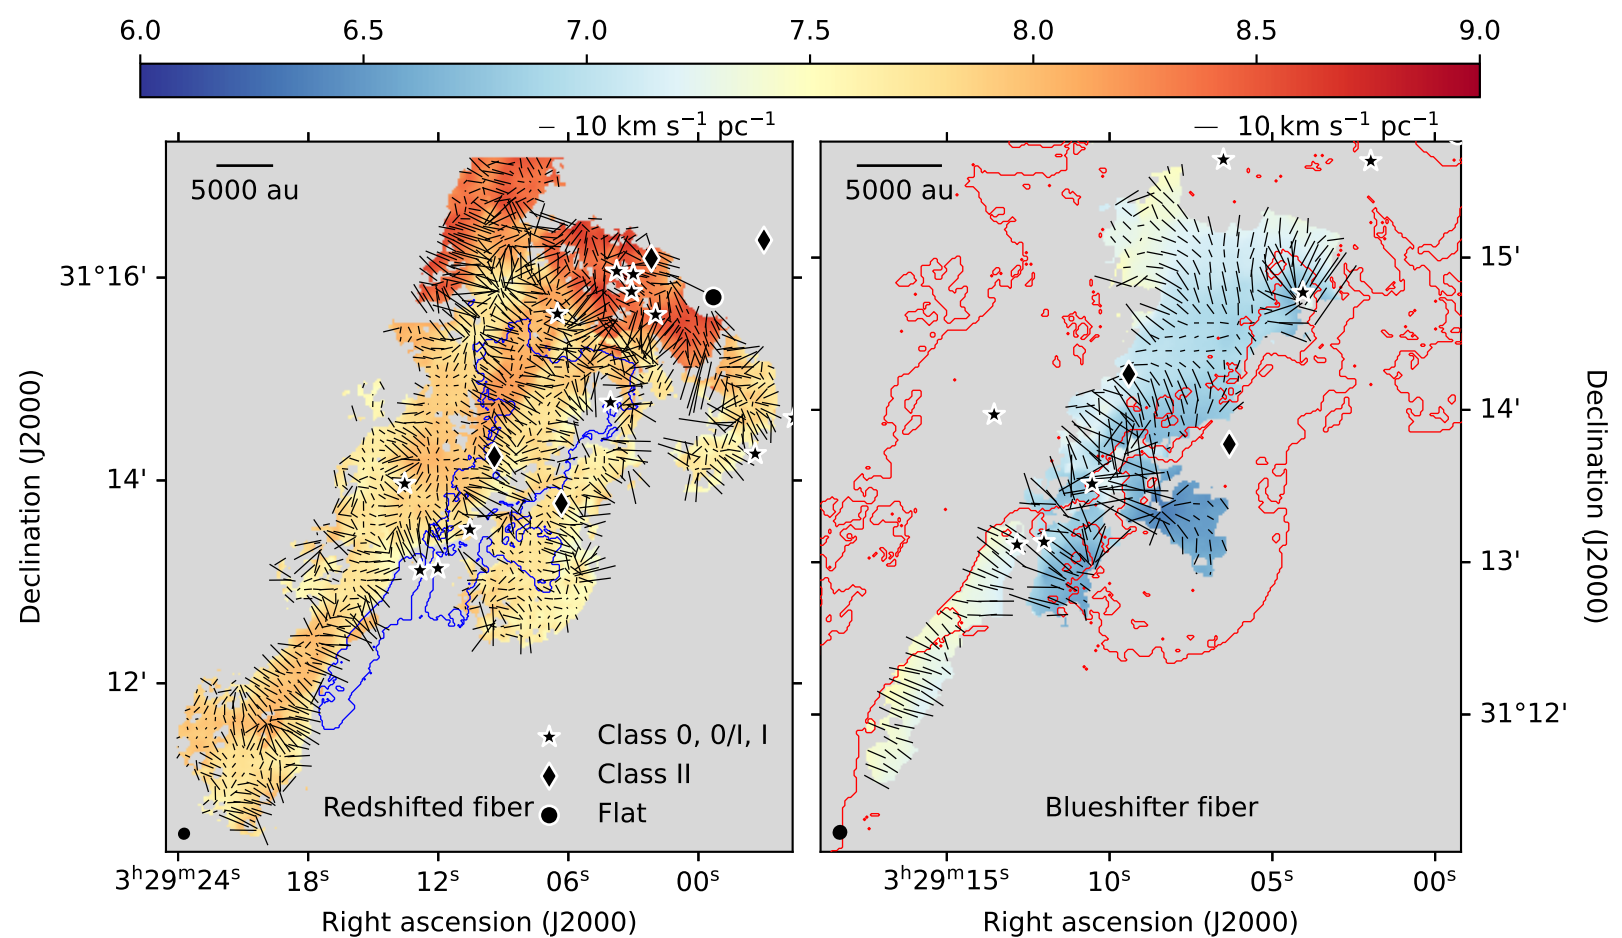 6.0 6.5 7.0 7.5 8.0 8.5 9.0
10 km s⁻¹ pc⁻¹
10 km s⁻¹ pc⁻¹
5000 au
5000 au
31°16'
14'
12'
15'
14'
13'
31°12'
Declination (J2000)
Declination (J2000)
Class 0, 0/I, I
Class II
Flat
Redshifted fiber
Blueshifter fiber
3ʰ29ᵐ24ˢ 18ˢ 12ˢ 06ˢ 00ˢ
3ʰ29ᵐ15ˢ 10ˢ 05ˢ 00ˢ
Right ascension (J2000)
Right ascension (J2000)